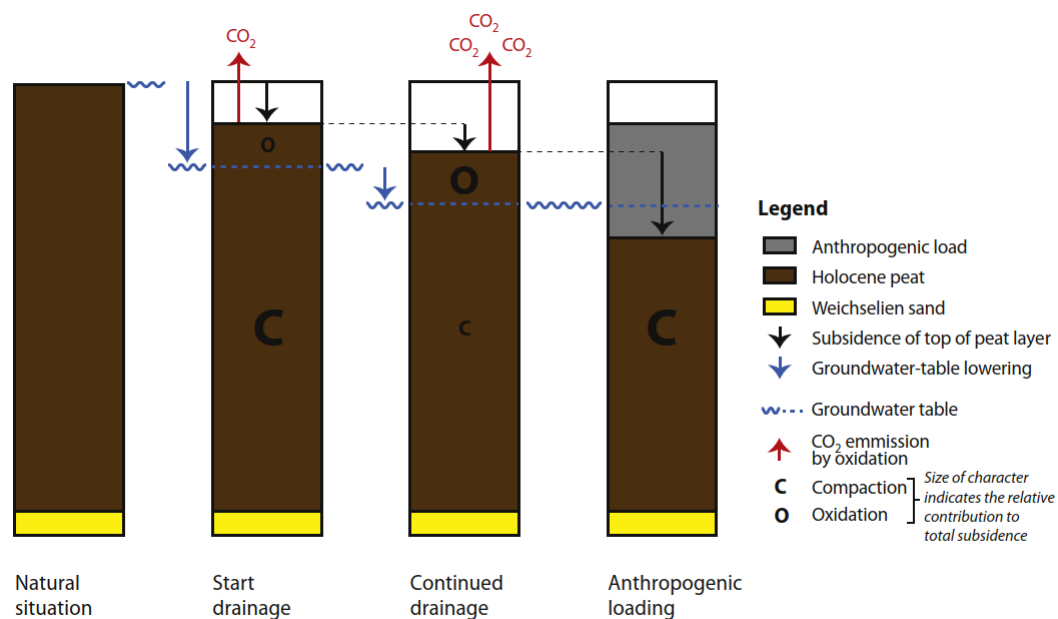 CO₂
CO₂
CO₂ CO₂
O
O
C
C
C
Legend
Anthropogenic load
Holocene peat
Weichselien sand
Subsidence of top of peat layer
Groundwater-table lowering
Groundwater table
CO₂ emmission
by oxidation
C Compaction
O Oxidation
Size of character
indicates the relative
contribution to
total subsidence
Natural
situation
Start
drainage
Continued
drainage
Anthropogenic
loading